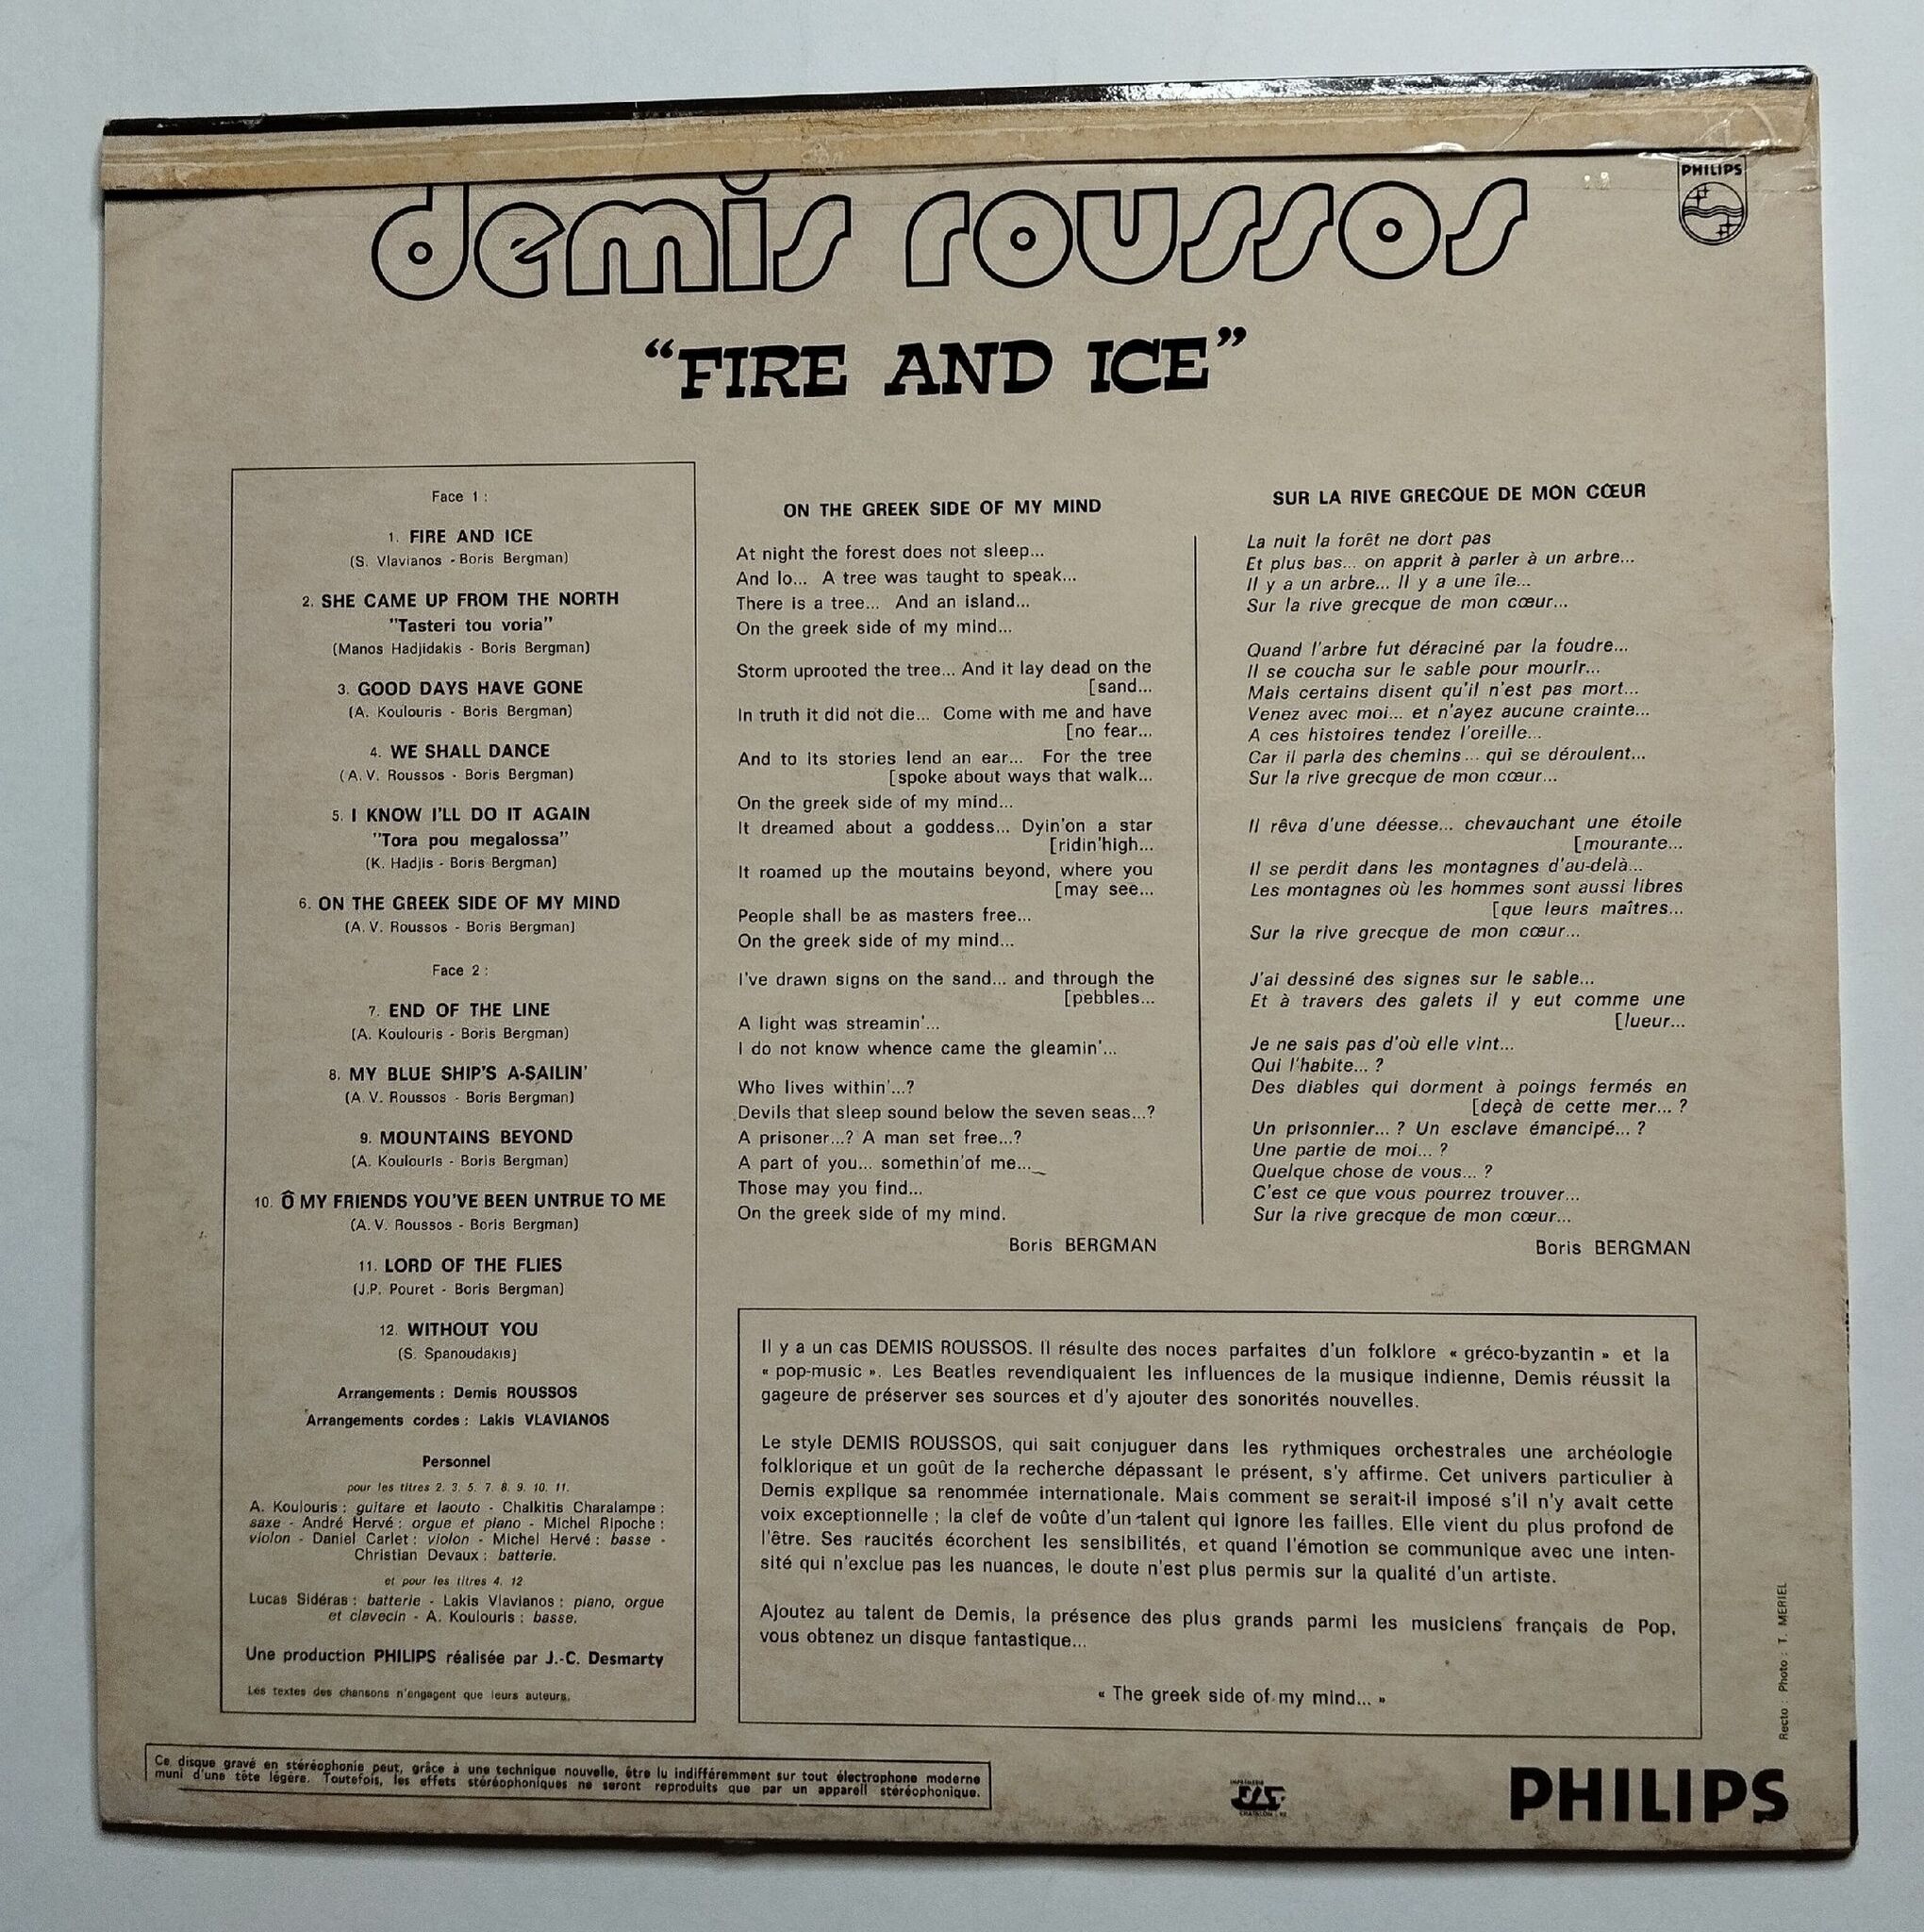 demis roussos
PHILIPS
“FIRE AND ICE”
Face 1 :
1. FIRE AND ICE
(S. Vlavianos - Boris Bergman)
2. SHE CAME UP FROM THE NORTH
"Tasteri tou voria"
(Manos Hadjidakis - Boris Bergman)
3. GOOD DAYS HAVE GONE
(A. Koulouris - Boris Bergman)
4. WE SHALL DANCE
(A.V. Roussos - Boris Bergman)
5. I KNOW I'LL DO IT AGAIN
"Tora pou megalossa"
(K. Hadjis - Boris Bergman)
6. ON THE GREEK SIDE OF MY MIND
(A.V. Roussos - Boris Bergman)
Face 2 :
7. END OF THE LINE
(A. Koulouris - Boris Bergman)
8. MY BLUE SHIP'S A-SAILIN'
(A.V. Roussos - Boris Bergman)
9. MOUNTAINS BEYOND
(A. Koulouris - Boris Bergman)
10. Ô MY FRIENDS YOU'VE BEEN UNTRUE TO ME
(A.V. Roussos - Boris Bergman)
11. LORD OF THE FLIES
(J.P. Pouret - Boris Bergman)
12. WITHOUT YOU
(S. Spanoudakis)
Arrangements : Demis ROUSSOS
Arrangements cordes : Lakis VLAVIANOS
Personnel
pour les titres 2. 3. 5. 7. 8. 9. 10. 11.
A. Koulouris : guitare et laouto - Chalkitis Charalampe :
saxe - André Hervé : orgue et piano - Michel Ripoche :
violon - Daniel Carlet : violon - Michel Hervé : basse -
Christian Devaux : batterie.
et pour les titres 4. 12
Lucas Sidéras : batterie - Lakis Vlavianos : piano, orgue
et clavecin - A. Koulouris : basse.
Une production PHILIPS réalisée par J.-C. Desmarty
Les textes des chansons n'engagent que leurs auteurs.
ON THE GREEK SIDE OF MY MIND
At night the forest does not sleep...
And lo... A tree was taught to speak...
There is a tree... And an island...
On the greek side of my mind...
Storm uprooted the tree... And it lay dead on the
[sand...
In truth it did not die... Come with me and have
[no fear...
And to its stories lend an ear... For the tree
[spoke about ways that walk...
On the greek side of my mind...
It dreamed about a goddess... Dyin'on a star
[ridin'high...
It roamed up the moutains beyond, where you
[may see...
People shall be as masters free...
On the greek side of my mind...
I've drawn signs on the sand... and through the
[pebbles...
A light was streamin'...
I do not know whence came the gleamin'...
Who lives within'...?
Devils that sleep sound below the seven seas...?
A prisoner...? A man set free...?
A part of you... somethin'of me...
Those may you find...
On the greek side of my mind.
Boris BERGMAN
SUR LA RIVE GRECQUE DE MON CŒUR
La nuit la forêt ne dort pas
Et plus bas... on apprit à parler à un arbre...
Il y a un arbre... Il y a une île...
Sur la rive grecque de mon cœur...
Quand l'arbre fut déraciné par la foudre...
Il se coucha sur le sable pour mourir...
Mais certains disent qu'il n'est pas mort...
Venez avec moi... et n'ayez aucune crainte...
A ces histoires tendez l'oreille...
Car il parla des chemins... qui se déroulent...
Sur la rive grecque de mon cœur...
Il rêva d'une déesse... chevauchant une étoile
[mourante...
Il se perdit dans les montagnes d'au-delà...
Les montagnes où les hommes sont aussi libres
[que leurs maîtres...
Sur la rive grecque de mon cœur...
J'ai dessiné des signes sur le sable...
Et à travers des galets il y eut comme une
[lueur...
Je ne sais pas d'où elle vint...
Qui l'habite... ?
Des diables qui dorment à poings fermés en
[deçà de cette mer... ?
Un prisonnier... ? Un esclave émancipé... ?
Une partie de moi... ?
Quelque chose de vous... ?
C'est ce que vous pourrez trouver...
Sur la rive grecque de mon cœur...
Boris BERGMAN
Il y a un cas DEMIS ROUSSOS. Il résulte des noces parfaites d'un folklore « gréco-byzantin » et la
« pop-music ». Les Beatles revendiquaient les influences de la musique indienne, Demis réussit la
gageure de préserver ses sources et d'y ajouter des sonorités nouvelles.
Le style DEMIS ROUSSOS, qui sait conjuguer dans les rythmiques orchestrales une archéologie
folklorique et un goût de la recherche dépassant le présent, s'y affirme. Cet univers particulier à
Demis explique sa renommée internationale. Mais comment se serait-il imposé s'il n'y avait cette
voix exceptionnelle ; la clef de voûte d'un talent qui ignore les failles. Elle vient du plus profond de
l'être. Ses raucités écorchent les sensibilités, et quand l'émotion se communique avec une inten-
sité qui n'exclue pas les nuances, le doute n'est plus permis sur la qualité d'un artiste.
Ajoutez au talent de Demis, la présence des plus grands parmi les musiciens français de Pop,
vous obtenez un disque fantastique...
« The greek side of my mind... »
Recto : Photo : T. MERIEL
Ce disque gravé en stéréophonie peut, grâce à une technique nouvelle, être lu indifféremment sur tout électrophone moderne
muni d'une tête légère. Toutefois, les effets stéréophoniques ne seront reproduits que par un appareil stéréophonique.
PHILIPS